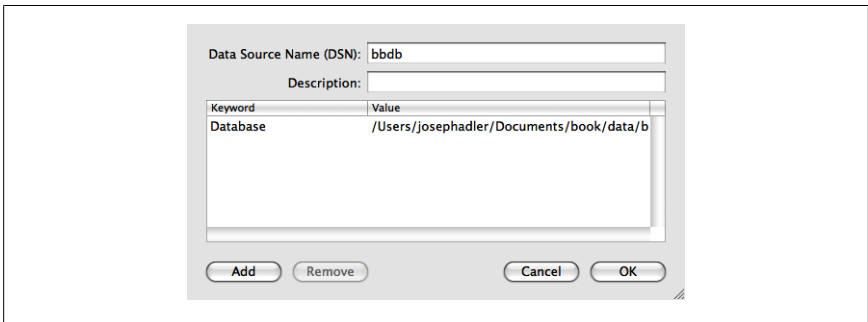 Data Source Name (DSN): bbdb
Description:
Keyword Value
Database /Users/josephadler/Documents/book/data/b
Add Remove Cancel OK